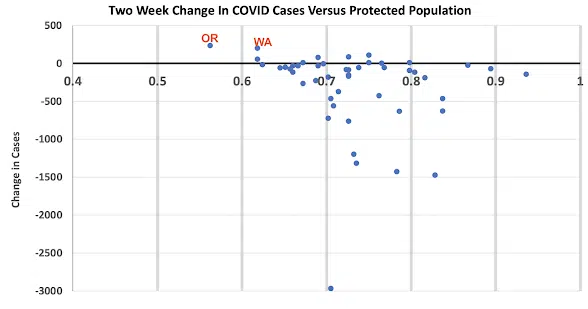 Two Week Change In COVID Cases Versus Protected Population
500
OR
WA
0
0.4 0.5 0.6 0.7 0.8 0.9 1
-500
-1000
Change in Cases
-1500
-2000
-2500
-3000